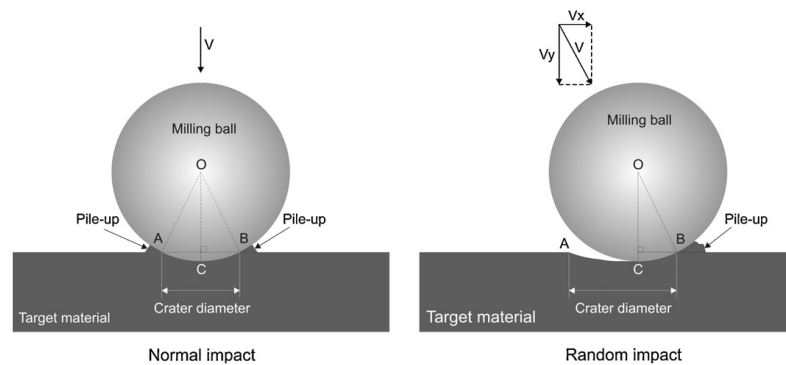 V
Milling ball
O
Pile-up
A
B
Pile-up
C
Crater diameter
Target material
Normal impact
Vx
Vy
V
Milling ball
O
Pile-up
A
B
C
Crater diameter
Target material
Random impact